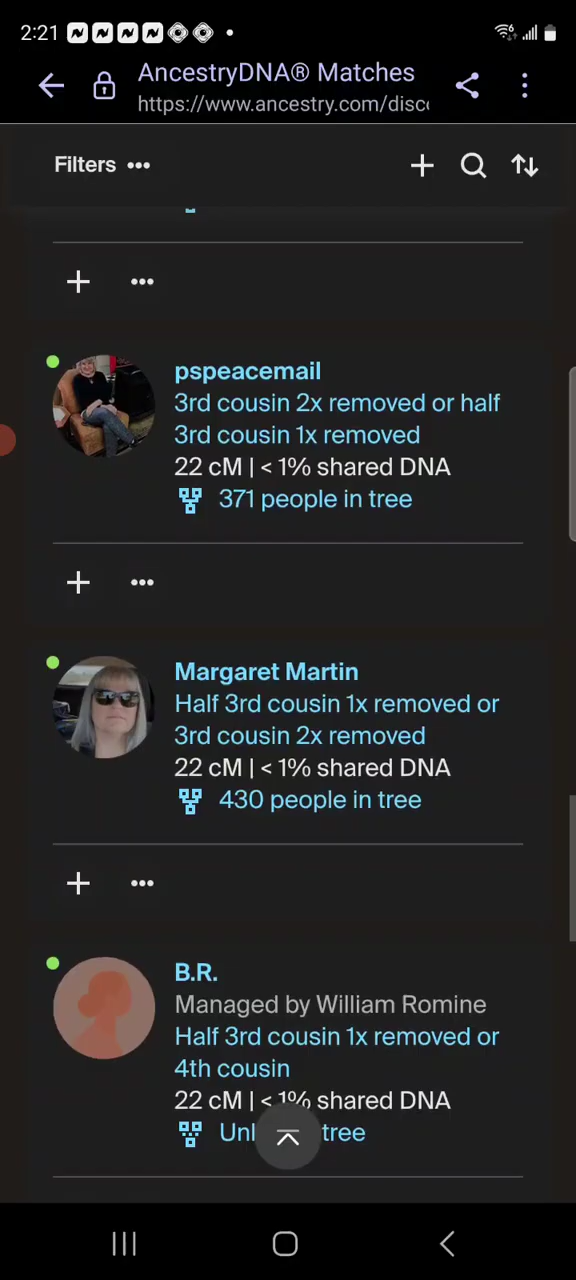 2:21
AncestryDNA® Matches
https://www.ancestry.com/disc
Filters
pspeacemail
3rd cousin 2x removed or half
3rd cousin 1x removed
22 cM | < 1% shared DNA
371 people in tree
Margaret Martin
Half 3rd cousin 1x removed or
3rd cousin 2x removed
22 cM | < 1% shared DNA
430 people in tree
B.R.
Managed by William Romine
Half 3rd cousin 1x removed or
4th cousin
22 cM | < 1% shared DNA
tree